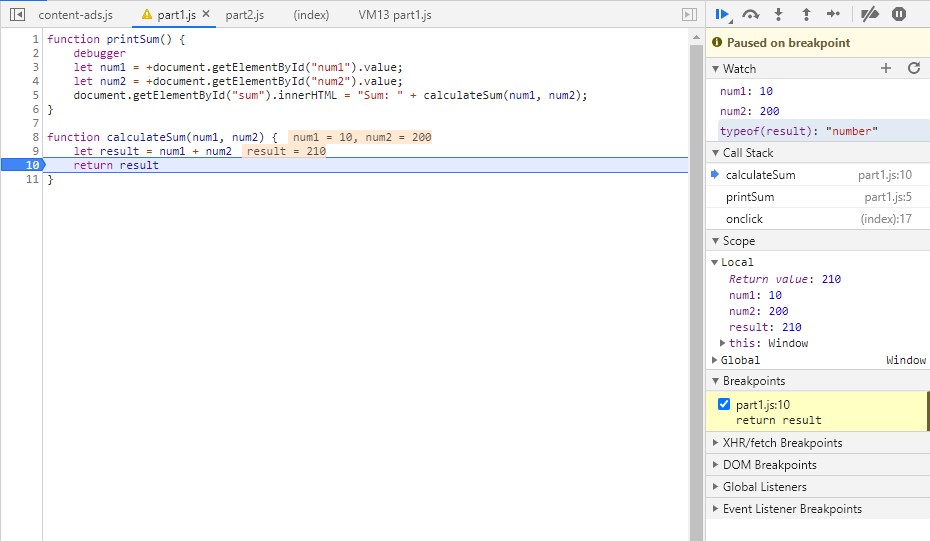 content-ads.js part1.js × part2.js (index) VM13 part1.js
1 function printSum() {
2 debugger
3 let num1 = +document.getElementById("num1").value;
4 let num2 = +document.getElementById("num2").value;
5 document.getElementById("sum").innerHTML = "Sum: " + calculateSum(num1, num2);
6 }
7
8 function calculateSum(num1, num2) { num1 = 10, num2 = 200
9 let result = num1 + num2 result = 210
10 return result
11 }
Paused on breakpoint
Watch
num1: 10
num2: 200
typeof(result): "number"
Call Stack
calculateSum part1.js:10
printSum part1.js:5
onclick (index):17
Scope
Local
Return value: 210
num1: 10
num2: 200
result: 210
this: Window
Global Window
Breakpoints
part1.js:10
return result
XHR/fetch Breakpoints
DOM Breakpoints
Global Listeners
Event Listener Breakpoints